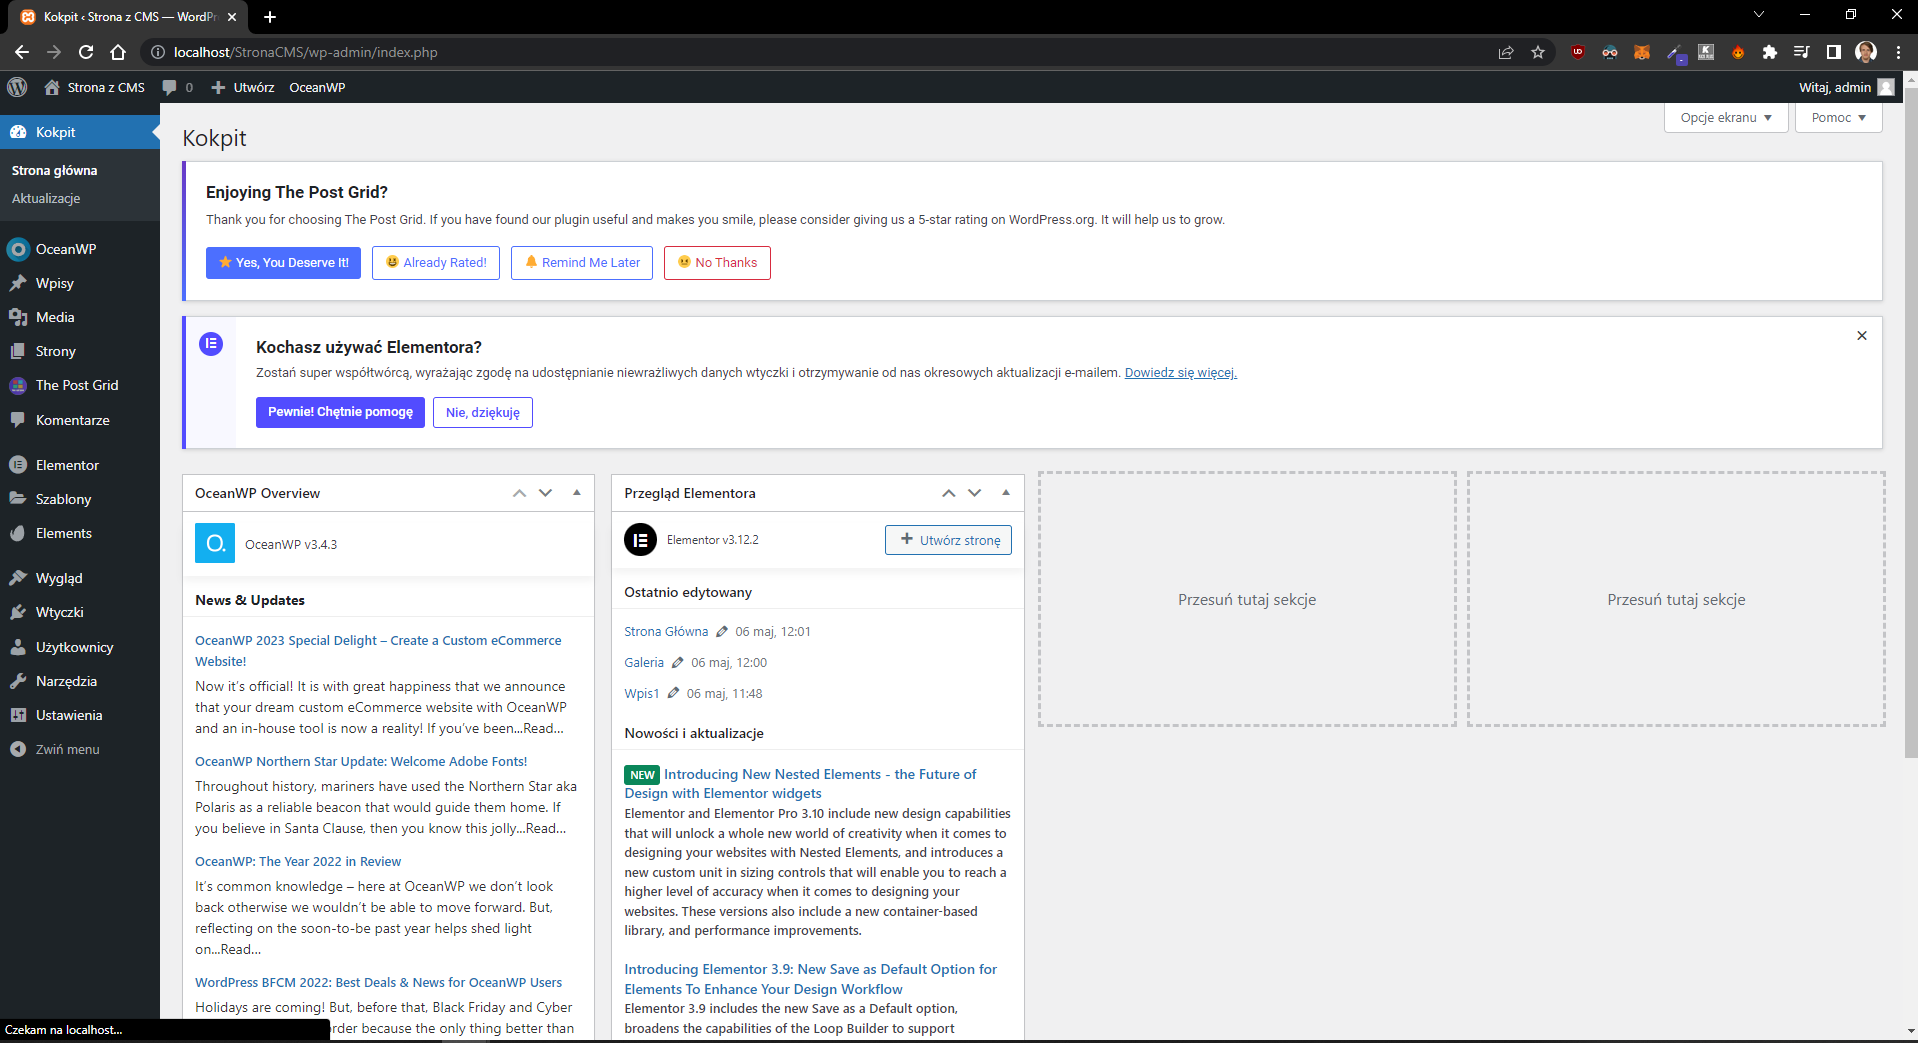 Kokpit ‹ Strona z CMS — WordPr
localhost/StronaCMS/wp-admin/index.php
Strona z CMS
0
Utwórz
OceanWP
Witaj, admin
Kokpit
Strona główna
Aktualizacje
OceanWP
Wpisy
Media
Strony
The Post Grid
Komentarze
Elementor
Szablony
Elements
Wygląd
Wtyczki
Użytkownicy
Narzędzia
Ustawienia
Zwiń menu
Opcje ekranu
Pomoc
Kokpit
Enjoying The Post Grid?
Thank you for choosing The Post Grid. If you have found our plugin useful and makes you smile, please consider giving us a 5-star rating on WordPress.org. It will help us to grow.
Yes, You Deserve It!
Already Rated!
Remind Me Later
No Thanks
Kochasz używać Elementora?
Zostań super współtwórcą, wyrażając zgodę na udostępnianie niewrażliwych danych wtyczki i otrzymywanie od nas okresowych aktualizacji e-mailem. Dowiedz się więcej.
Pewnie! Chętnie pomogę
Nie, dziękuję
OceanWP Overview
O.
OceanWP v3.4.3
News & Updates
OceanWP 2023 Special Delight – Create a Custom eCommerce
Website!
Now it's official! It is with great happiness that we announce
that your dream custom eCommerce website with OceanWP
and an in-house tool is now a reality! If you've been...Read...
OceanWP Northern Star Update: Welcome Adobe Fonts!
Throughout history, mariners have used the Northern Star aka
Polaris as a reliable beacon that would guide them home. If
you believe in Santa Clause, then you know this jolly...Read...
OceanWP: The Year 2022 in Review
It's common knowledge – here at OceanWP we don't look
back otherwise we wouldn't be able to move forward. But,
reflecting on the soon-to-be past year helps shed light
on...Read...
WordPress BFCM 2022: Best Deals & News for OceanWP Users
Holidays are coming! But, before that, Black Friday and Cyber
rder because the only thing better than
Przegląd Elementora
Elementor v3.12.2
Utwórz stronę
Ostatnio edytowany
Strona Główna 06 maj, 12:01
Galeria 06 maj, 12:00
Wpis1 06 maj, 11:48
Nowości i aktualizacje
NEW Introducing New Nested Elements - the Future of
Design with Elementor widgets
Elementor and Elementor Pro 3.10 include new design capabilities
that will unlock a whole new world of creativity when it comes to
designing your websites with Nested Elements, and introduces a
new custom unit in sizing controls that will enable you to reach a
higher level of accuracy when it comes to designing your
websites. These versions also include a new container-based
library, and performance improvements.
Introducing Elementor 3.9: New Save as Default Option for
Elements To Enhance Your Design Workflow
Elementor 3.9 includes the new Save as a Default option,
broadens the capabilities of the Loop Builder to support
Przesuń tutaj sekcje
Przesuń tutaj sekcje
Czekam na localhost...